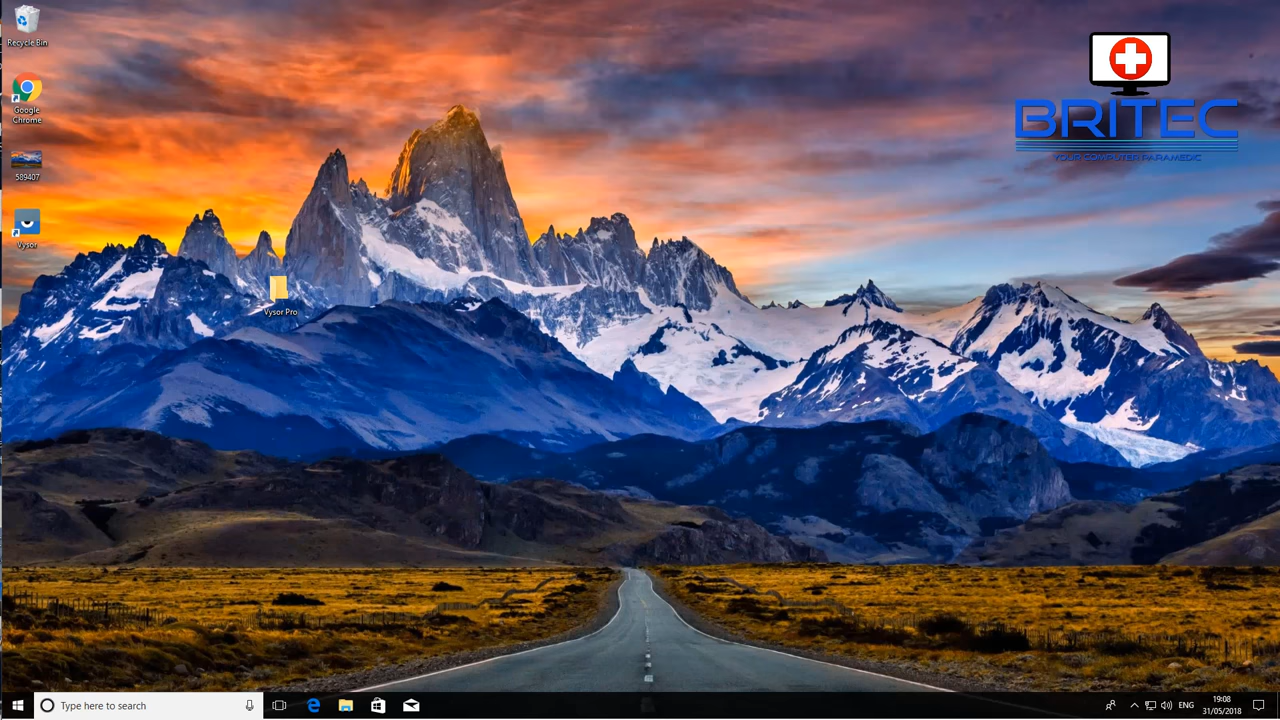 Recycle Bin
Google
Chrome
589407
Vysor
Vysor Pro
BRITEC
YOUR COMPUTER PARAMEDIC
Type here to search
ENG
19:08
31/05/2018